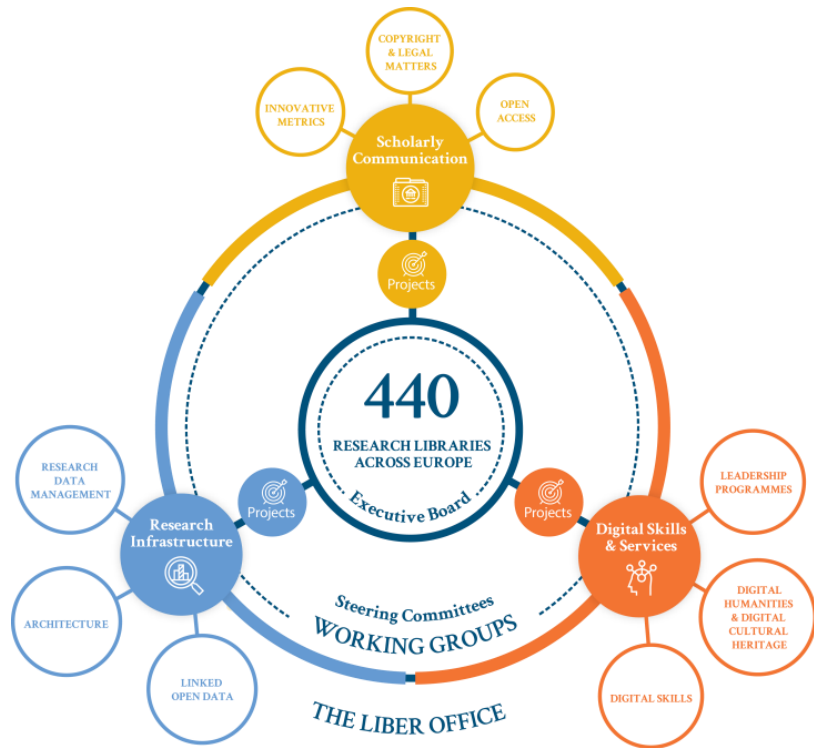 COPYRIGHT
& LEGAL
MATTERS
INNOVATIVE
METRICS
OPEN
ACCESS
Scholarly
Communication
Projects
440
RESEARCH LIBRARIES
ACROSS EUROPE
Executive Board
RESEARCH
DATA
MANAGEMENT
Projects
Research
Infrastructure
ARCHITECTURE
LINKED
OPEN DATA
Projects
Digital Skills
& Services
LEADERSHIP
PROGRAMMES
DIGITAL
HUMANITIES
& DIGITAL
CULTURAL
HERITAGE
DIGITAL SKILLS
Steering Committees
WORKING GROUPS
THE LIBER OFFICE